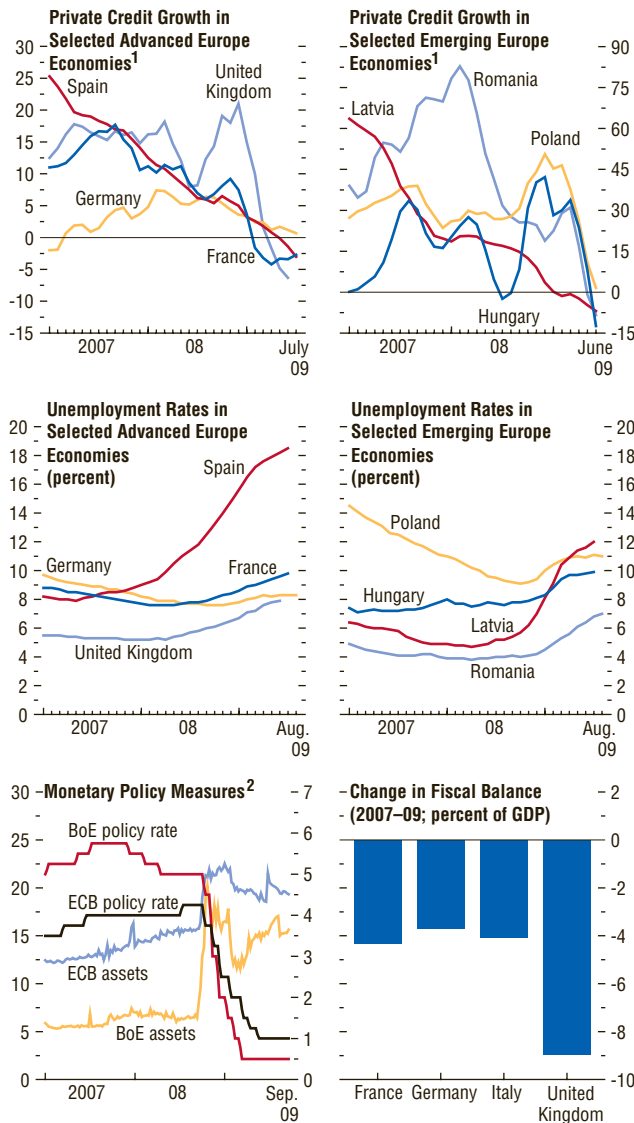 Private Credit Growth in
Selected Advanced Europe
Economies1
30
25
20
15
10
5
0
-5
-10
-15
Spain
United
Kingdom
Germany
France
2007
08
July
09
Private Credit Growth in
Selected Emerging Europe
Economies1
90
75
60
45
30
15
0
-15
Romania
Latvia
Poland
Hungary
2007
08
June
09
Unemployment Rates in
Selected Advanced Europe
Economies
(percent)
20
18
16
14
12
10
8
6
4
2
0
Spain
Germany
France
United Kingdom
2007
08
Aug.
09
Unemployment Rates in
Selected Emerging Europe
Economies
(percent)
20
18
16
14
12
10
8
6
4
2
0
Poland
Hungary
Latvia
Romania
2007
08
Aug.
09
Monetary Policy Measures2
30
25
20
15
10
5
0
7
6
5
4
3
2
1
0
BoE policy rate
ECB policy rate
ECB assets
BoE assets
2007
08
Sep.
09
Change in Fiscal Balance
(2007–09; percent of GDP)
2
0
-2
-4
-6
-8
-10
France
Germany
Italy
United
Kingdom